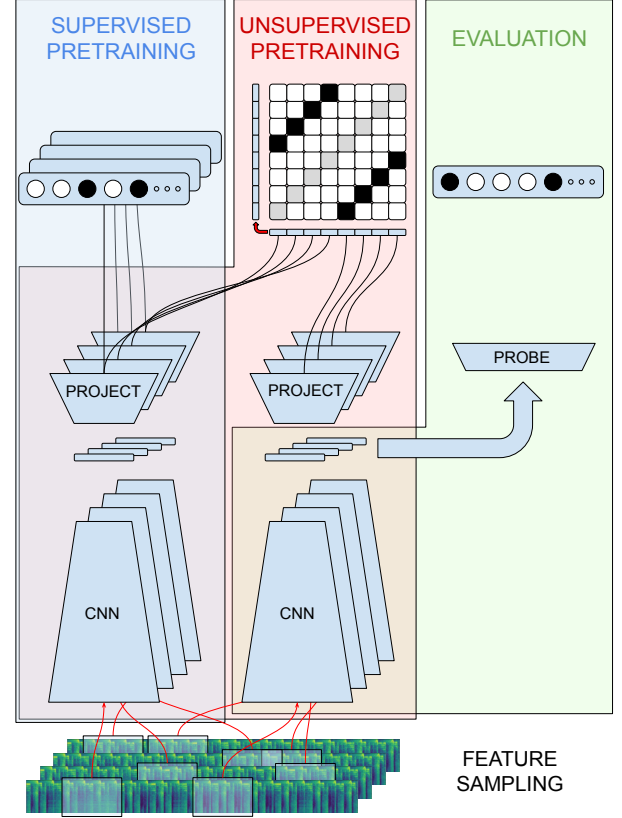 SUPERVISED
PRETRAINING
UNSUPERVISED
PRETRAINING
EVALUATION
PROJECT
PROJECT
PROBE
CNN
CNN
FEATURE
SAMPLING